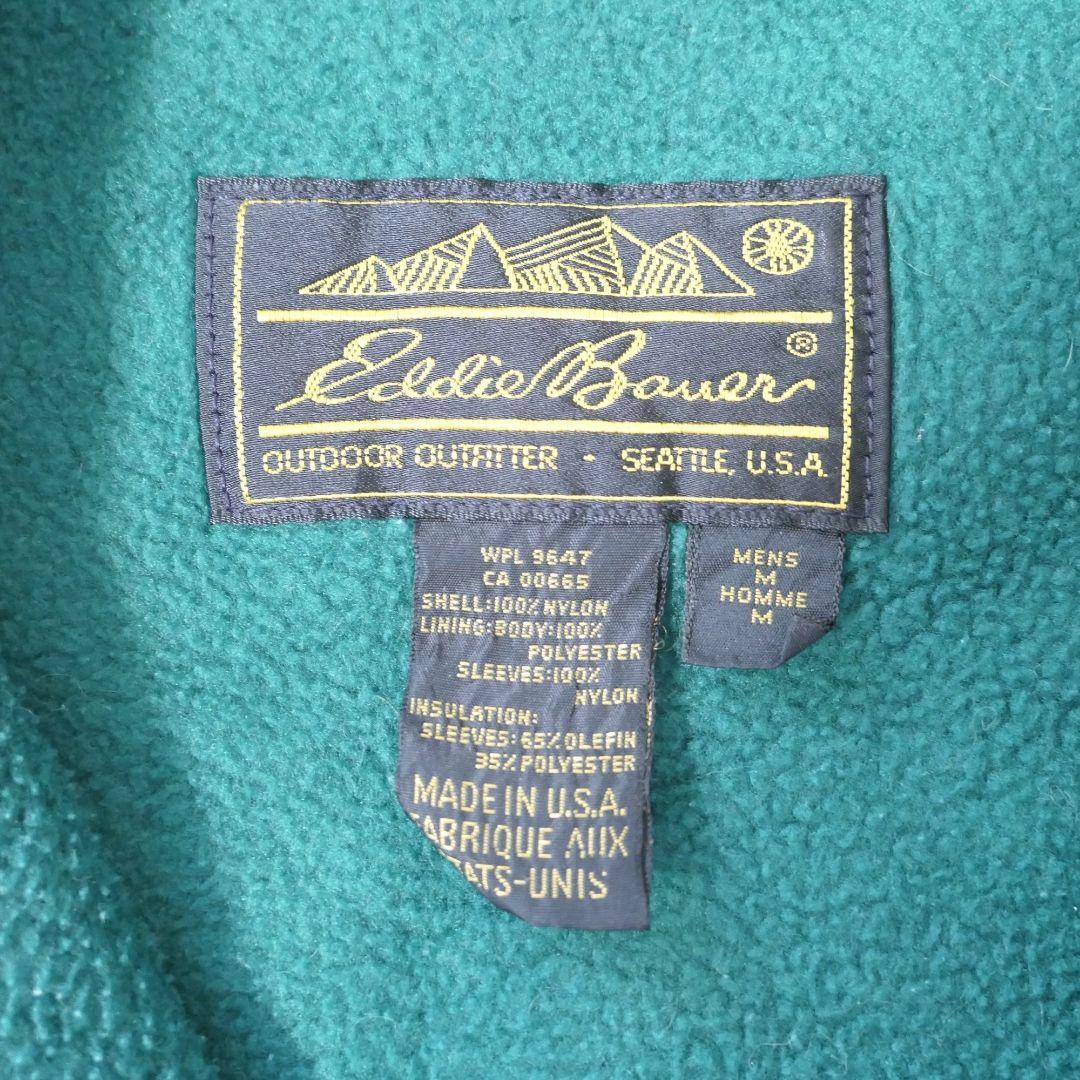 Eddie Bauer ®
OUTDOOR OUTFITTER - SEATTLE, U.S.A.
WPL 9647
CA 00665
SHELL:100% NYLON
LINING:BODY:100%
POLYESTER
SLEEVES:100%
NYLON
INSULATION:
SLEEVES:65% OLEFIN
35% POLYESTER
MADE IN U.S.A.
FABRIQUE AUX
ETATS-UNIS
MENS
M
HOMME
M